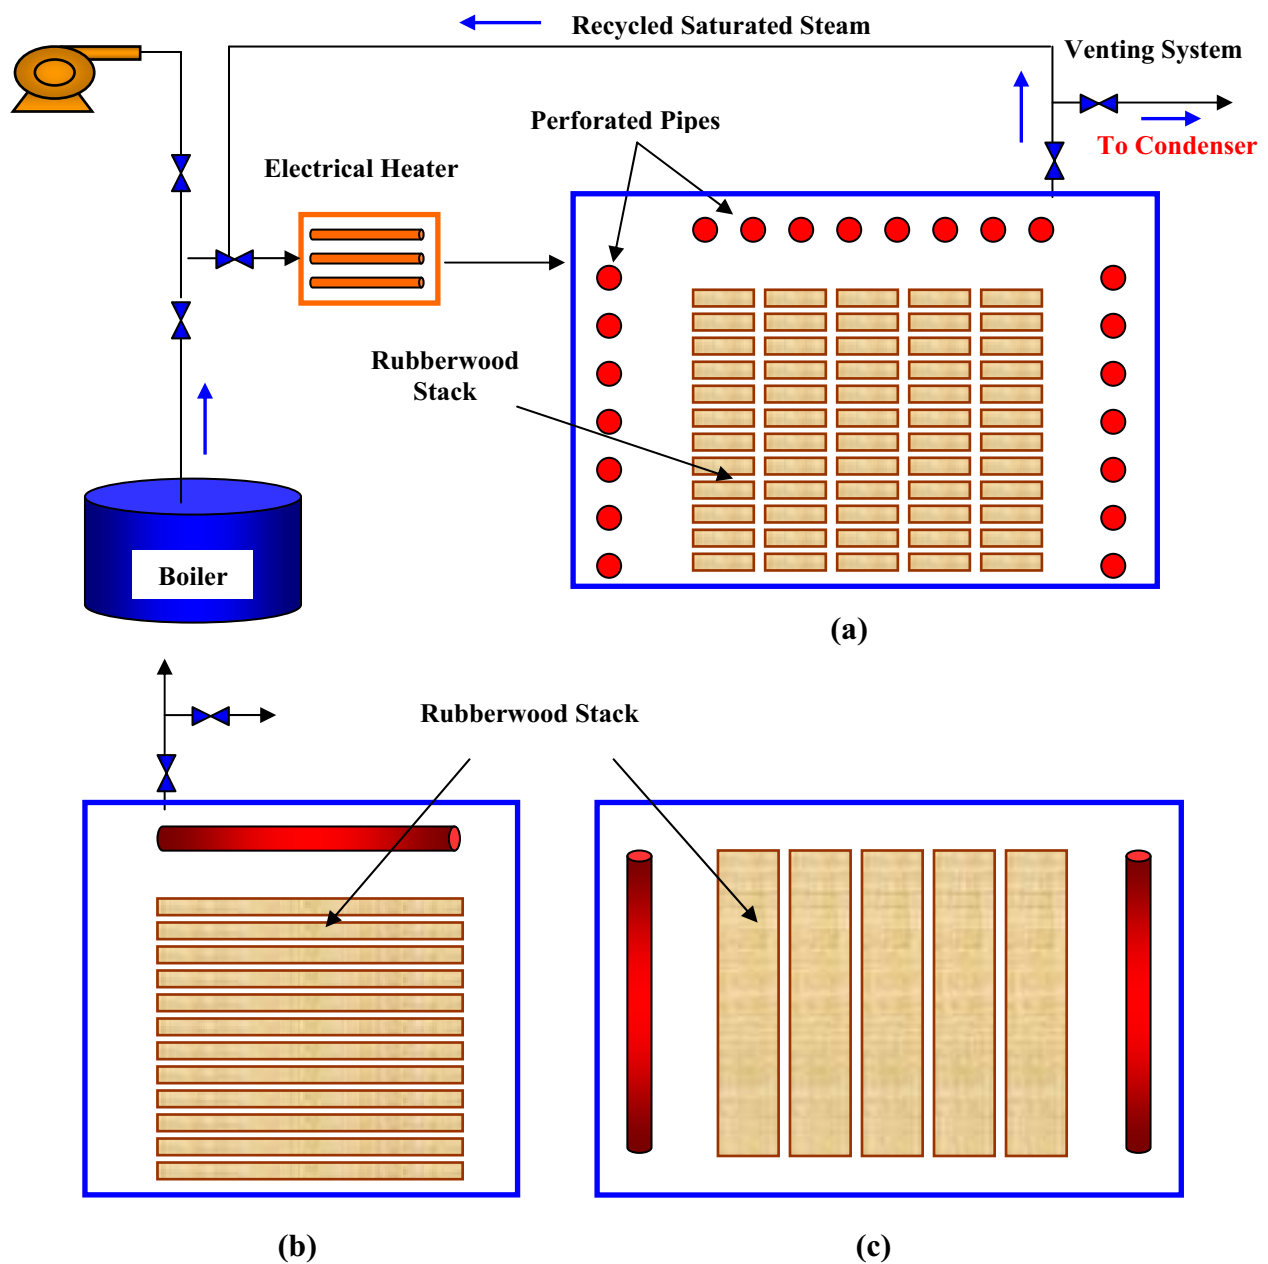 Recycled Saturated Steam
Venting System
Perforated Pipes
To Condenser
Electrical Heater
Rubberwood
Stack
Boiler
(a)
Rubberwood Stack
(b)
(c)